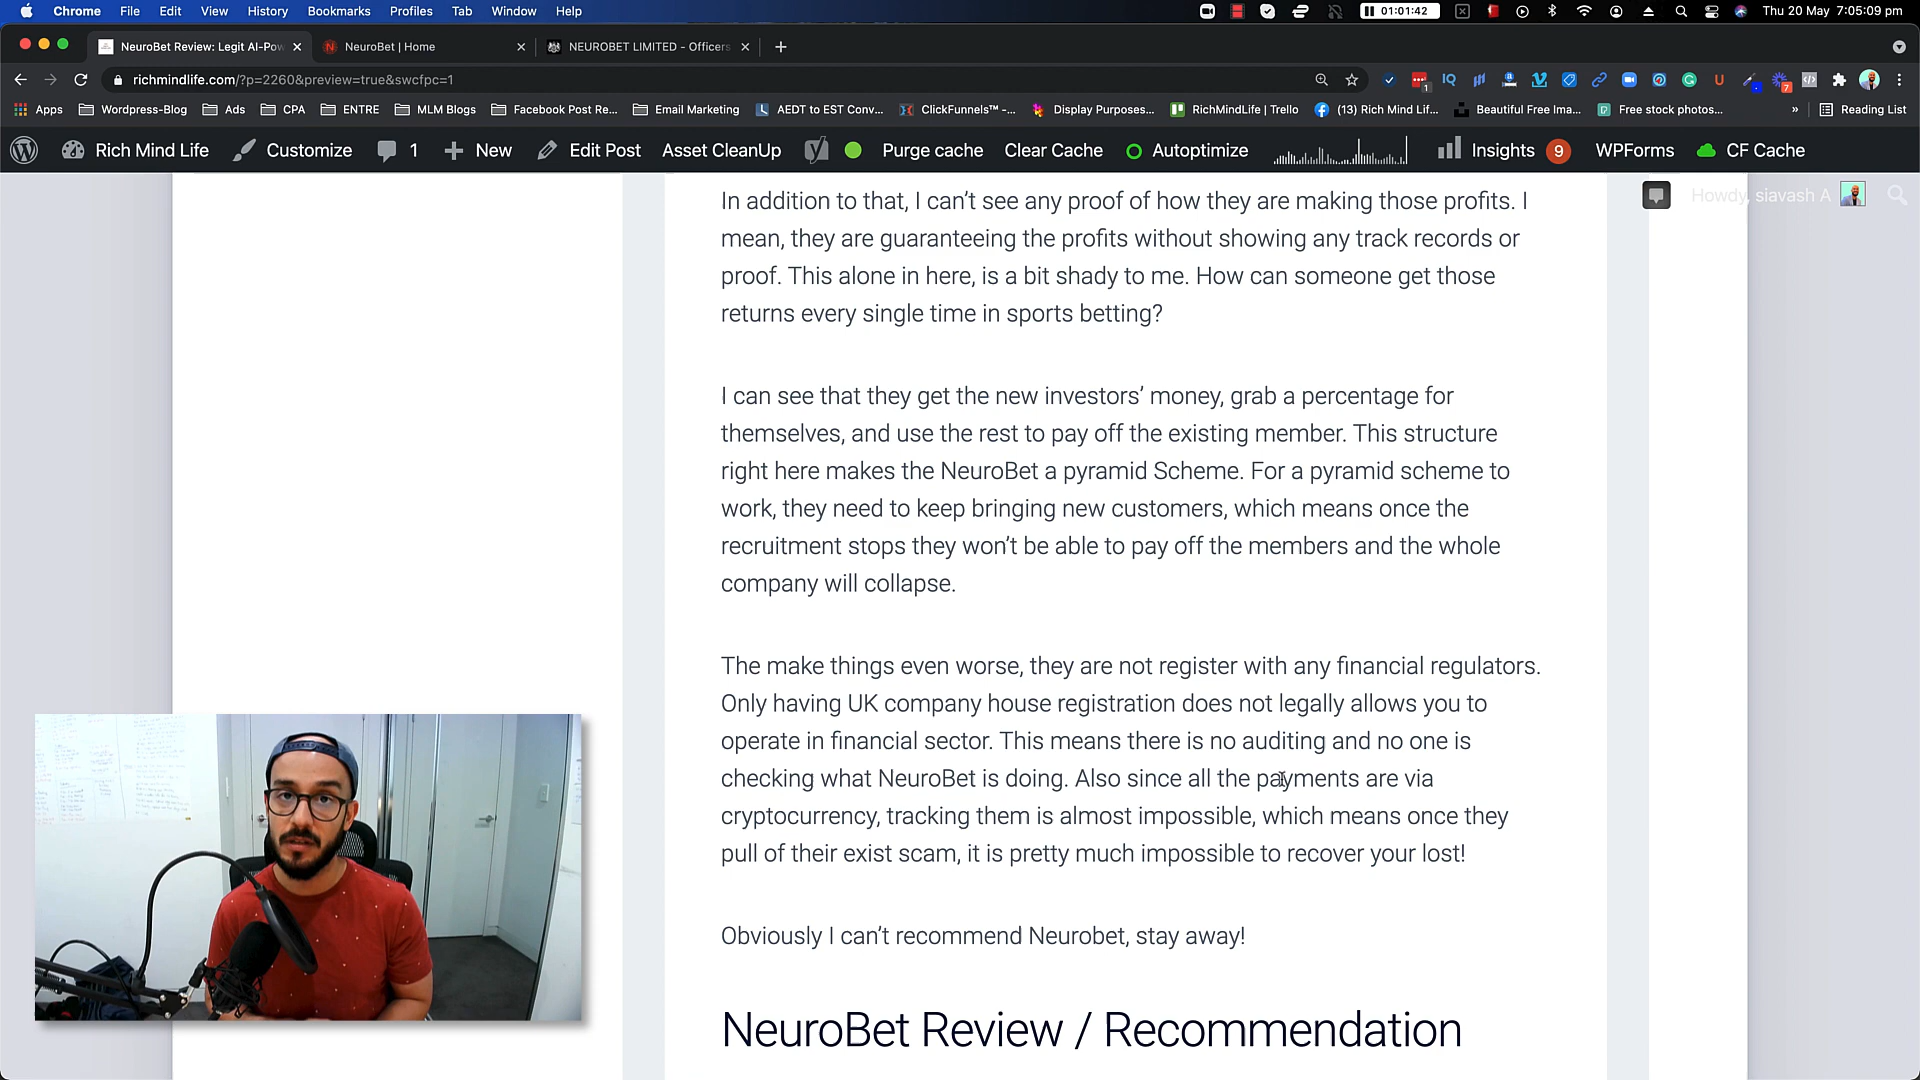 Chrome File Edit View History Bookmarks Profiles Tab Window Help 01:01:42 Thu 20 May 7:05:09 pm
NeuroBet Review: Legit AI-Pow NeuroBet | Home NEUROBET LIMITED - Officers
richmindlife.com/?p=2260&preview=true&swcfpc=1
Apps Wordpress-Blog Ads CPA ENTRE MLM Blogs Facebook Post Re... Email Marketing AEDT to EST Conv... ClickFunnels™ -... Display Purposes... RichMindLife | Trello (13) Rich Mind Lif... Beautiful Free Ima... Free stock photos... » Reading List
Rich Mind Life Customize 1 New Edit Post Asset CleanUp Purge cache Clear Cache Autoptimize Insights 9 WPForms CF Cache
Howdy, siavash A
In addition to that, I can’t see any proof of how they are making those profits. I
mean, they are guaranteeing the profits without showing any track records or
proof. This alone in here, is a bit shady to me. How can someone get those
returns every single time in sports betting?
I can see that they get the new investors’ money, grab a percentage for
themselves, and use the rest to pay off the existing member. This structure
right here makes the NeuroBet a pyramid Scheme. For a pyramid scheme to
work, they need to keep bringing new customers, which means once the
recruitment stops they won’t be able to pay off the members and the whole
company will collapse.
The make things even worse, they are not register with any financial regulators.
Only having UK company house registration does not legally allows you to
operate in financial sector. This means there is no auditing and no one is
checking what NeuroBet is doing. Also since all the payments are via
cryptocurrency, tracking them is almost impossible, which means once they
pull of their exist scam, it is pretty much impossible to recover your lost!
Obviously I can’t recommend Neurobet, stay away!
NeuroBet Review / Recommendation